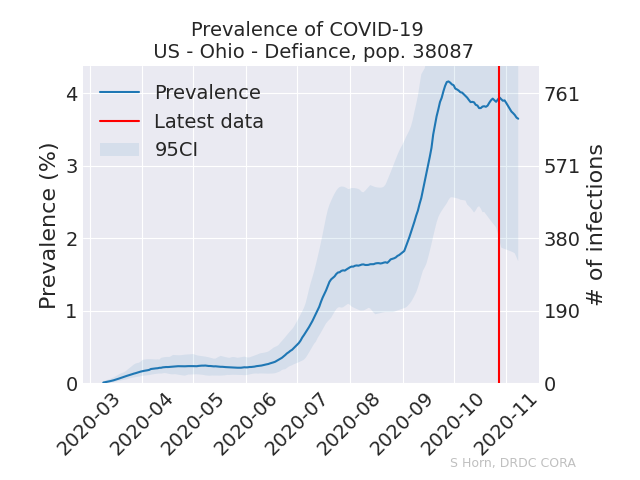 Prevalence of COVID-19
US - Ohio - Defiance, pop. 38087
Prevalence
Latest data
95CI
Prevalence (%)
4
3
2
1
0
761
571
380
190
0
# of infections
2020-03
2020-04
2020-05
2020-06
2020-07
2020-08
2020-09
2020-10
2020-11
S Horn, DRDC CORA